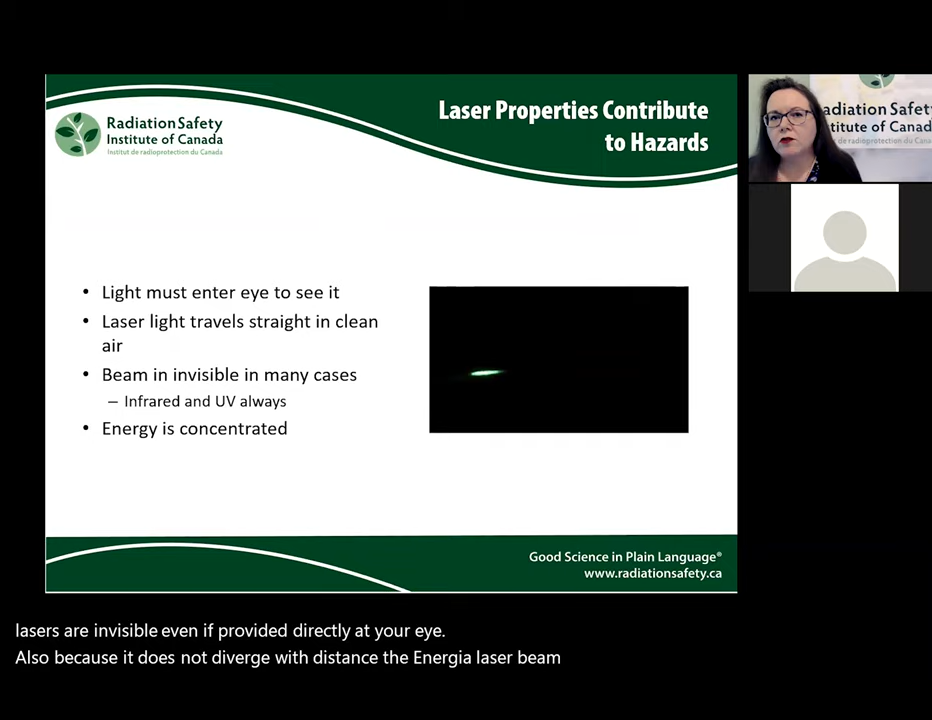 Laser Properties Contribute
to Hazards
Radiation Safety
Institute of Canada
Institut de radioprotection du Canada
• Light must enter eye to see it
• Laser light travels straight in clean
air
• Beam in invisible in many cases
– Infrared and UV always
• Energy is concentrated
Good Science in Plain Language®
www.radiationsafety.ca
adiation Safet
titute of Canad
de radioprotection du Cana
lasers are invisible even if provided directly at your eye.
Also because it does not diverge with distance the Energia laser beam